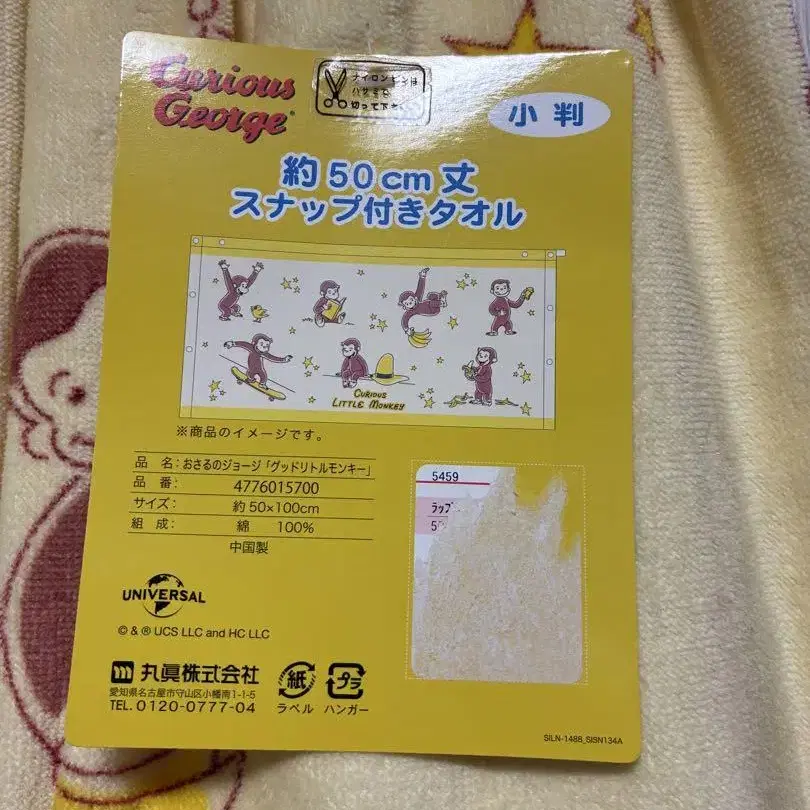 Curious
George®
ナイロンピンは
ハサミで
切って下さい
小判
約50cm丈
スナップ付きタオル
CURIOUS
LITTLE MONKEY
※商品のイメージです。
品 名:おさるのジョージ「グッドリトルモンキー」
品 番: 4776015700
サイズ: 約50×100cm
組 成: 綿 100%
中国製
5459
ラップ
UNIVERSAL
© & ® UCS LLC and HC LLC
丸眞株式会社
愛知県名古屋市守山区小幡南1-1-5
TEL. 0120-0777-04
紙
ラベル
プラ
ハンガー
SILN-1488_SISN134A